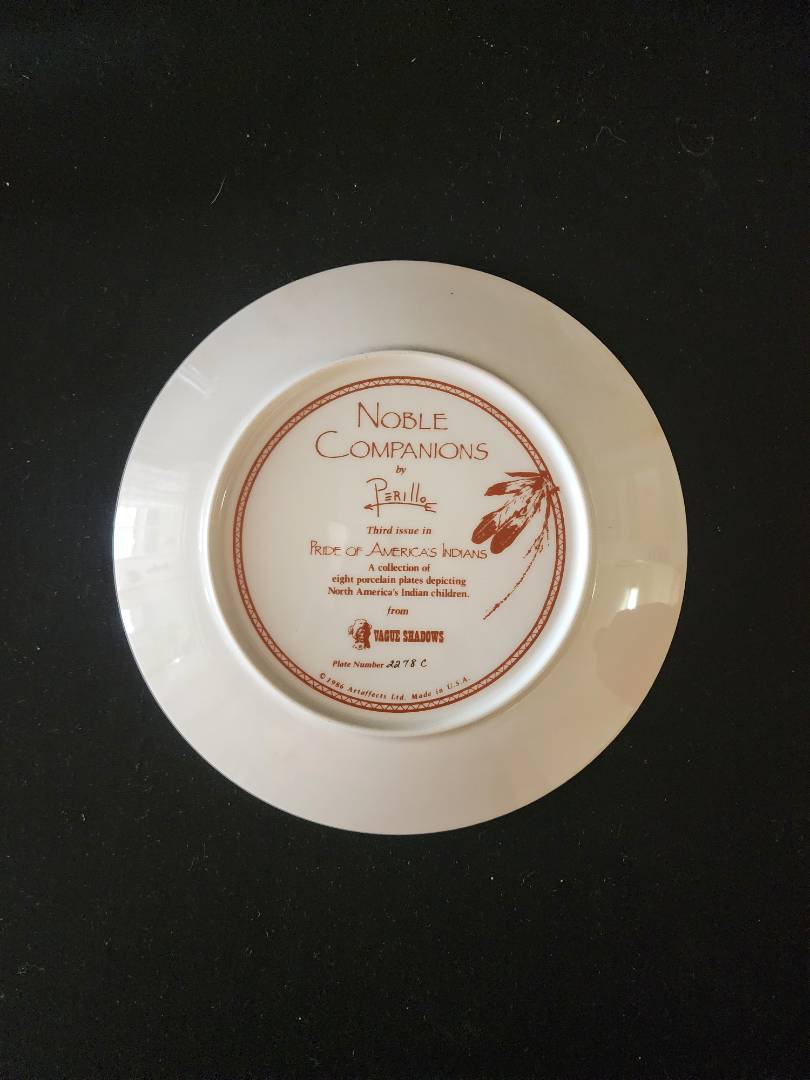 NOBLE
COMPANIONS
by
PERILLO
Third issue in
PRIDE OF AMERICA'S INDIANS
A collection of
eight porcelain plates depicting
North America's Indian children.
from
VAGUE SHADOWS
Plate Number 2278 C
© 1986 Artaffects Ltd. Made in U.S.A.